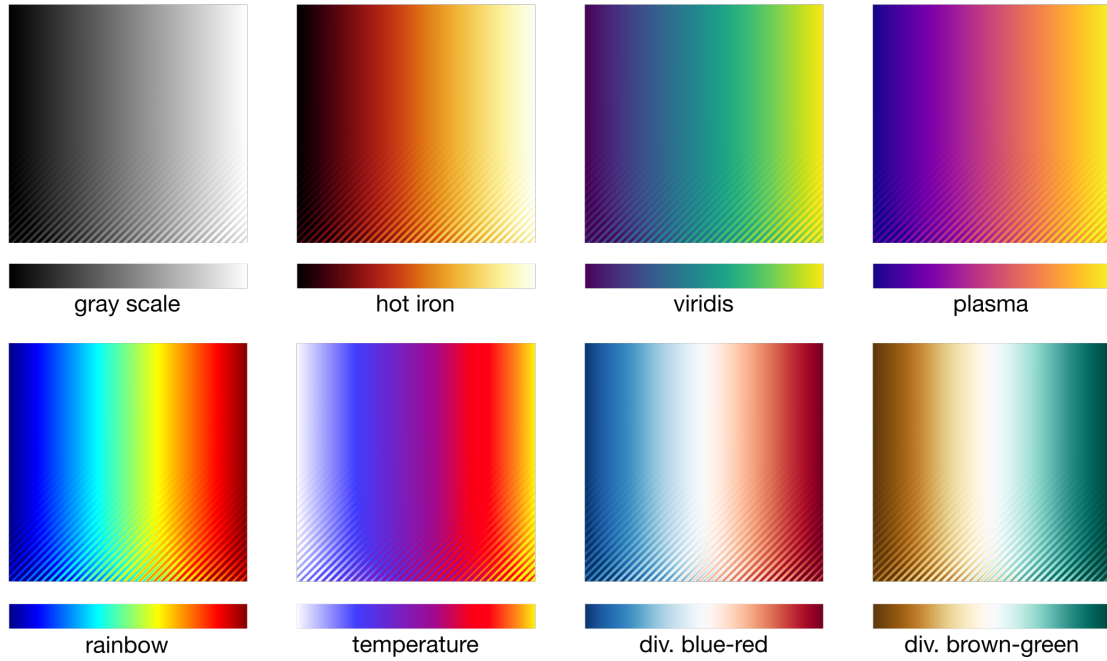 gray scale
hot iron
viridis
plasma
rainbow
temperature
div. blue-red
div. brown-green